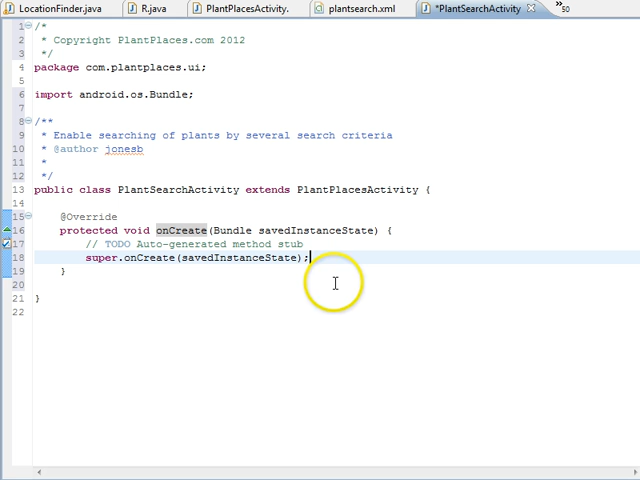 LocationFinder.java R.java PlantPlacesActivity. plantsearch.xml *PlantSearchActivity »50
1 /*
2 * Copyright PlantPlaces.com 2012
3 */
4 package com.plantplaces.ui;
5
6 import android.os.Bundle;
7
8 /**
9 * Enable searching of plants by several search criteria
10 * @author jonesb
11 *
12 */
13 public class PlantSearchActivity extends PlantPlacesActivity {
14
15 @Override
16 protected void onCreate(Bundle savedInstanceState) {
17 // TODO Auto-generated method stub
18 super.onCreate(savedInstanceState);
19 }
20
21 }
22